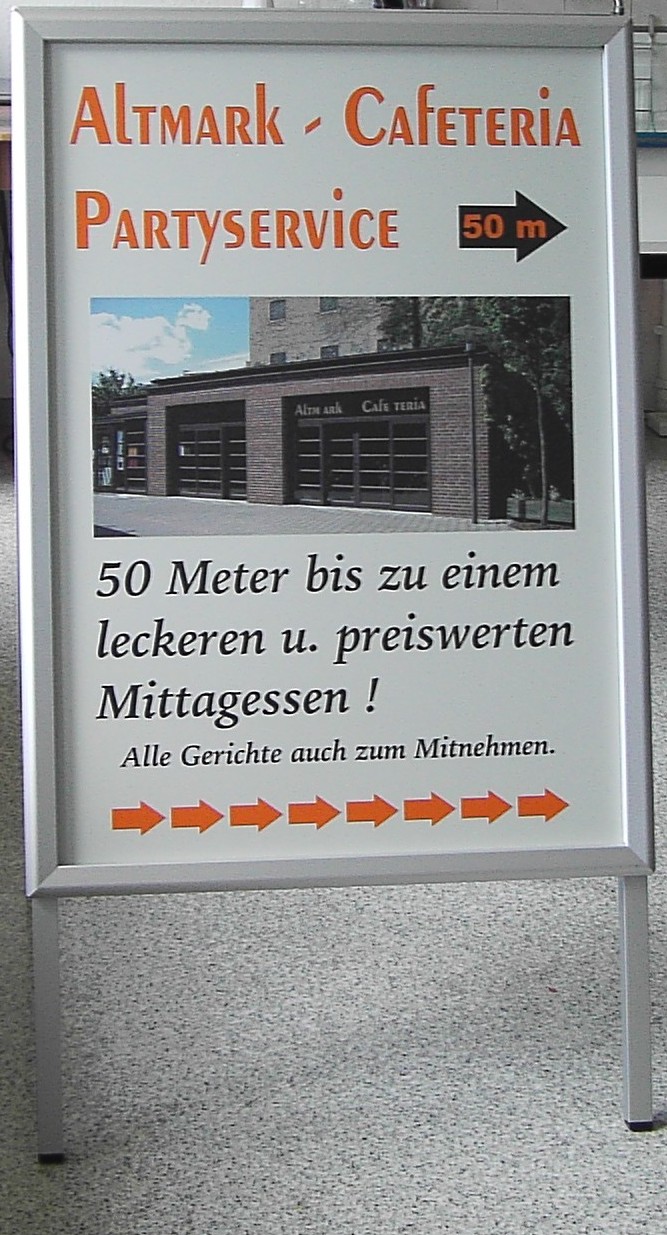 Altmark - Cafeteria
Partyservice
50 m
Altmark Cafeteria
50 Meter bis zu einem
leckeren u. preiswerten
Mittagessen !
Alle Gerichte auch zum Mitnehmen.